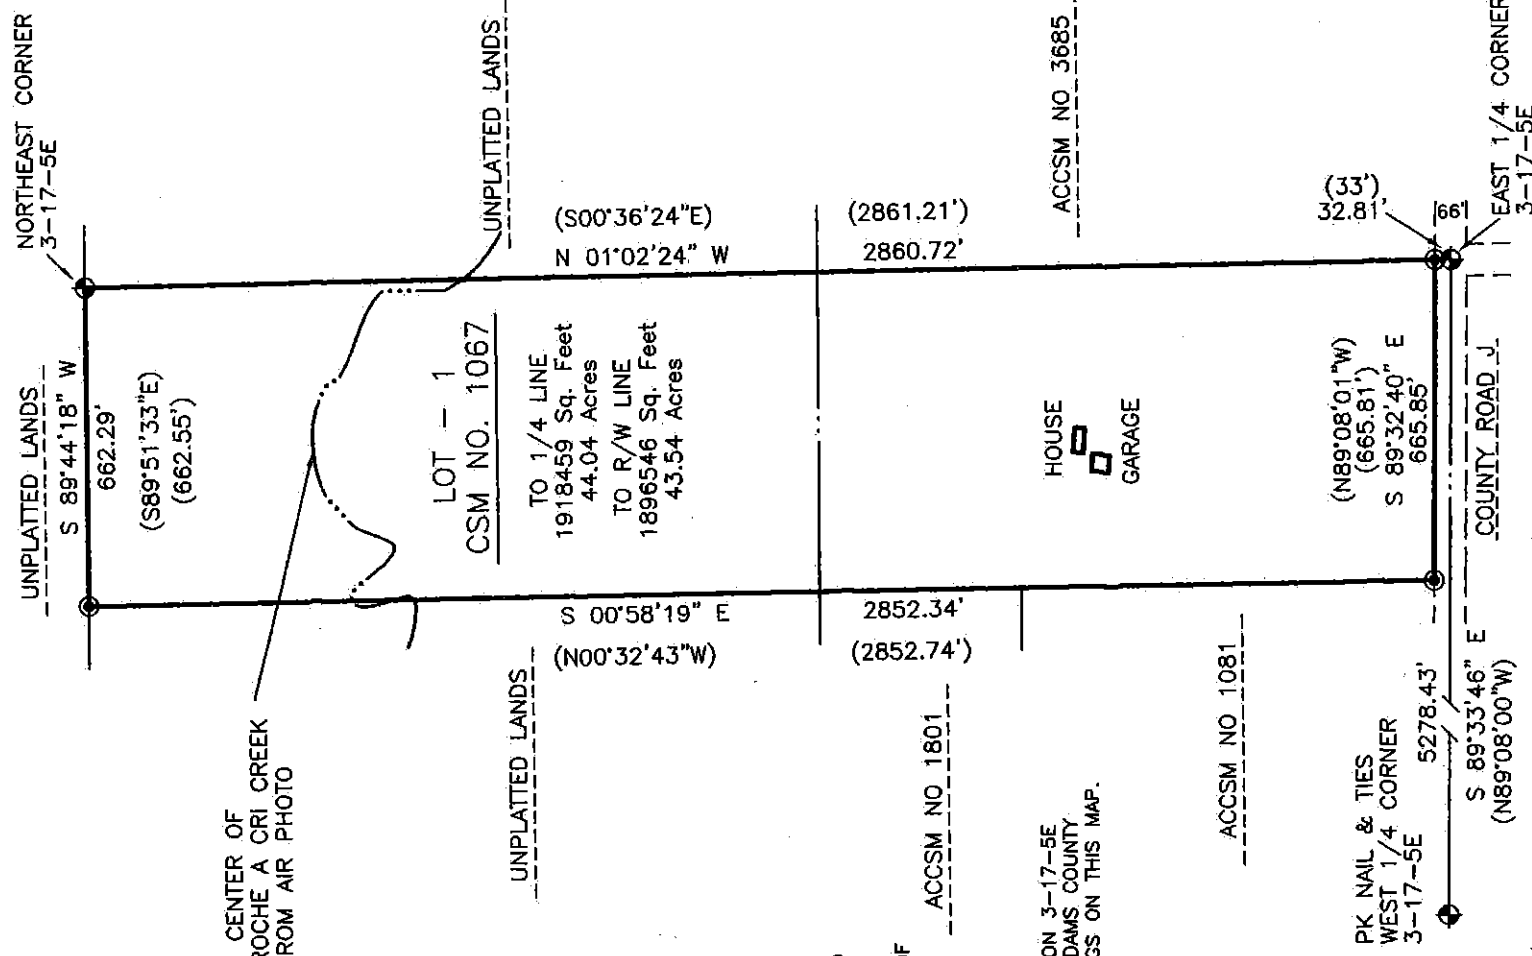 NORTHEAST CORNER
3-17-5E
UNPLATTED LANDS
S 89°44'18" W
662.29'
(S89°51'33"E)
(662.55')
UNPLATTED LANDS
(S00°36'24"E)
N 01°02'24" W
(2861.21')
2860.72'
ACCSM NO 3685
(33')
32.81'
66'
EAST 1/4 CORNER
3-17-5E
LOT - 1
CSM NO. 1067
TO 1/4 LINE
1918459 Sq. Feet
44.04 Acres
TO R/W LINE
1896546 Sq. Feet
43.54 Acres
HOUSE
GARAGE
(N89°08'01"W)
(665.81')
S 89°32'40" E
665.85'
COUNTY ROAD J
S 00°58'19" E
(N00°32'43"W)
2852.34'
(2852.74')
CENTER OF
ROCHE A CRI CREEK
ROM AIR PHOTO
UNPLATTED LANDS
ACCSM NO 1801
ACCSM NO 1081
ON 3-17-5E
DAMS COUNTY
GS ON THIS MAP.
PK NAIL & TIES
WEST 1/4 CORNER
3-17-5E
5278.43'
S 89°33'46" E
(N89°08'00"W)